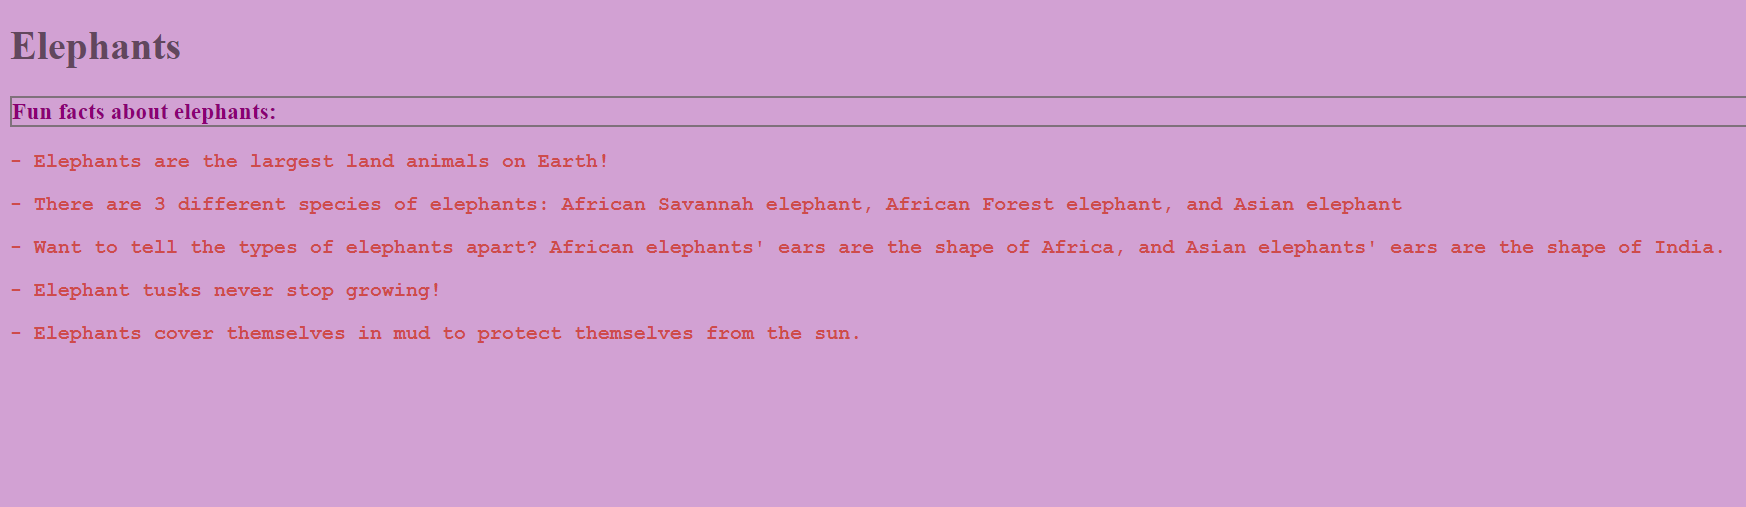 Elephants
Fun facts about elephants:
- Elephants are the largest land animals on Earth!
- There are 3 different species of elephants: African Savannah elephant, African Forest elephant, and Asian elephant
- Want to tell the types of elephants apart? African elephants' ears are the shape of Africa, and Asian elephants' ears are the shape of India.
- Elephant tusks never stop growing!
- Elephants cover themselves in mud to protect themselves from the sun.